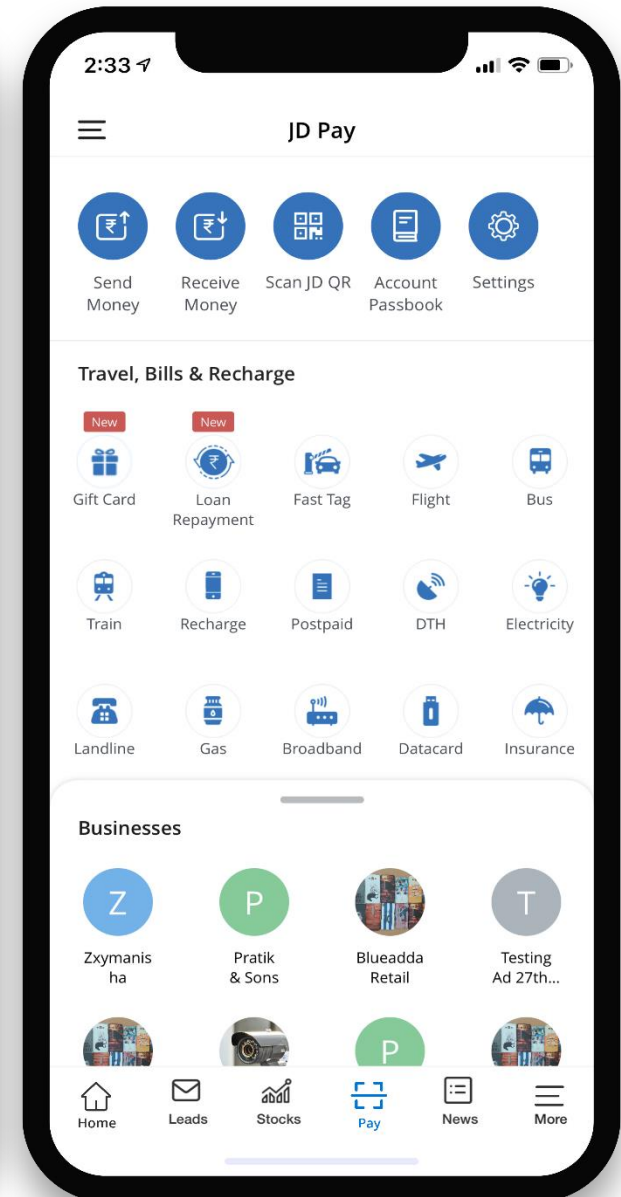 2:33
JD Pay
Send Money
Receive Money
Scan JD QR
Account Passbook
Settings
Travel, Bills & Recharge
New
New
Gift Card
Loan Repayment
Fast Tag
Flight
Bus
Train
Recharge
Postpaid
DTH
Electricity
Landline
Gas
Broadband
Datacard
Insurance
Businesses
Z
P
T
Zxymanis
ha
Pratik
& Sons
Blueadda
Retail
Testing
Ad 27th...
P
Home
Leads
Stocks
Pay
News
More